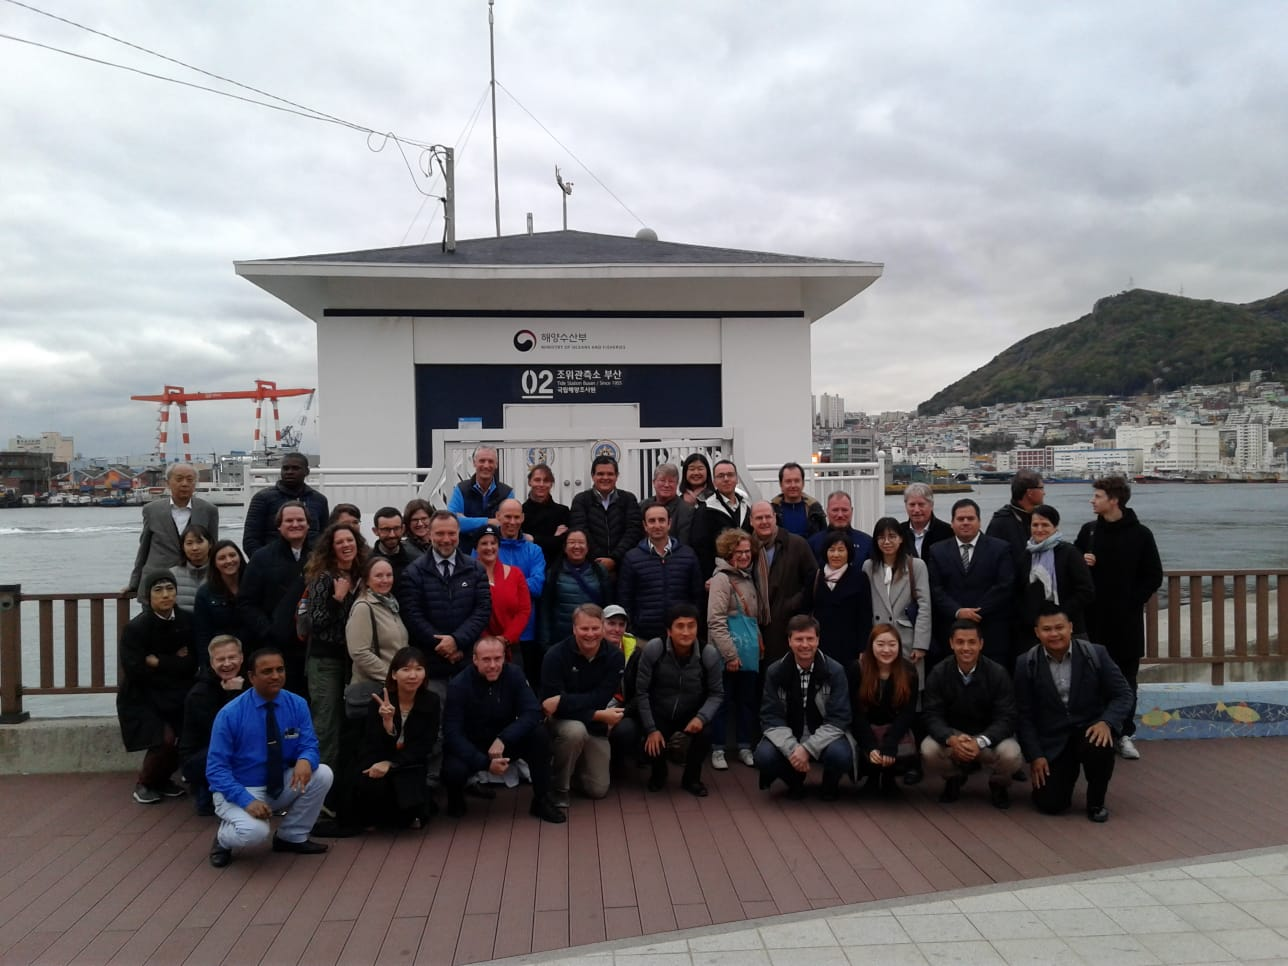 해양수산부
MINISTRY OF OCEANS AND FISHERIES
02
조위관측소 부산
Tide Station Busan / Since 1955
국립해양조사원